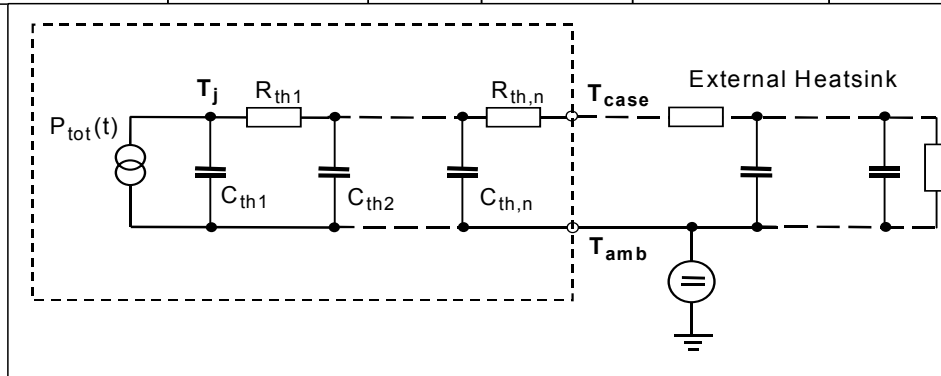 External Heatsink
T_j
R_th1
R_th,n
T_case
P_tot(t)
C_th1
C_th2
C_th,n
T_amb